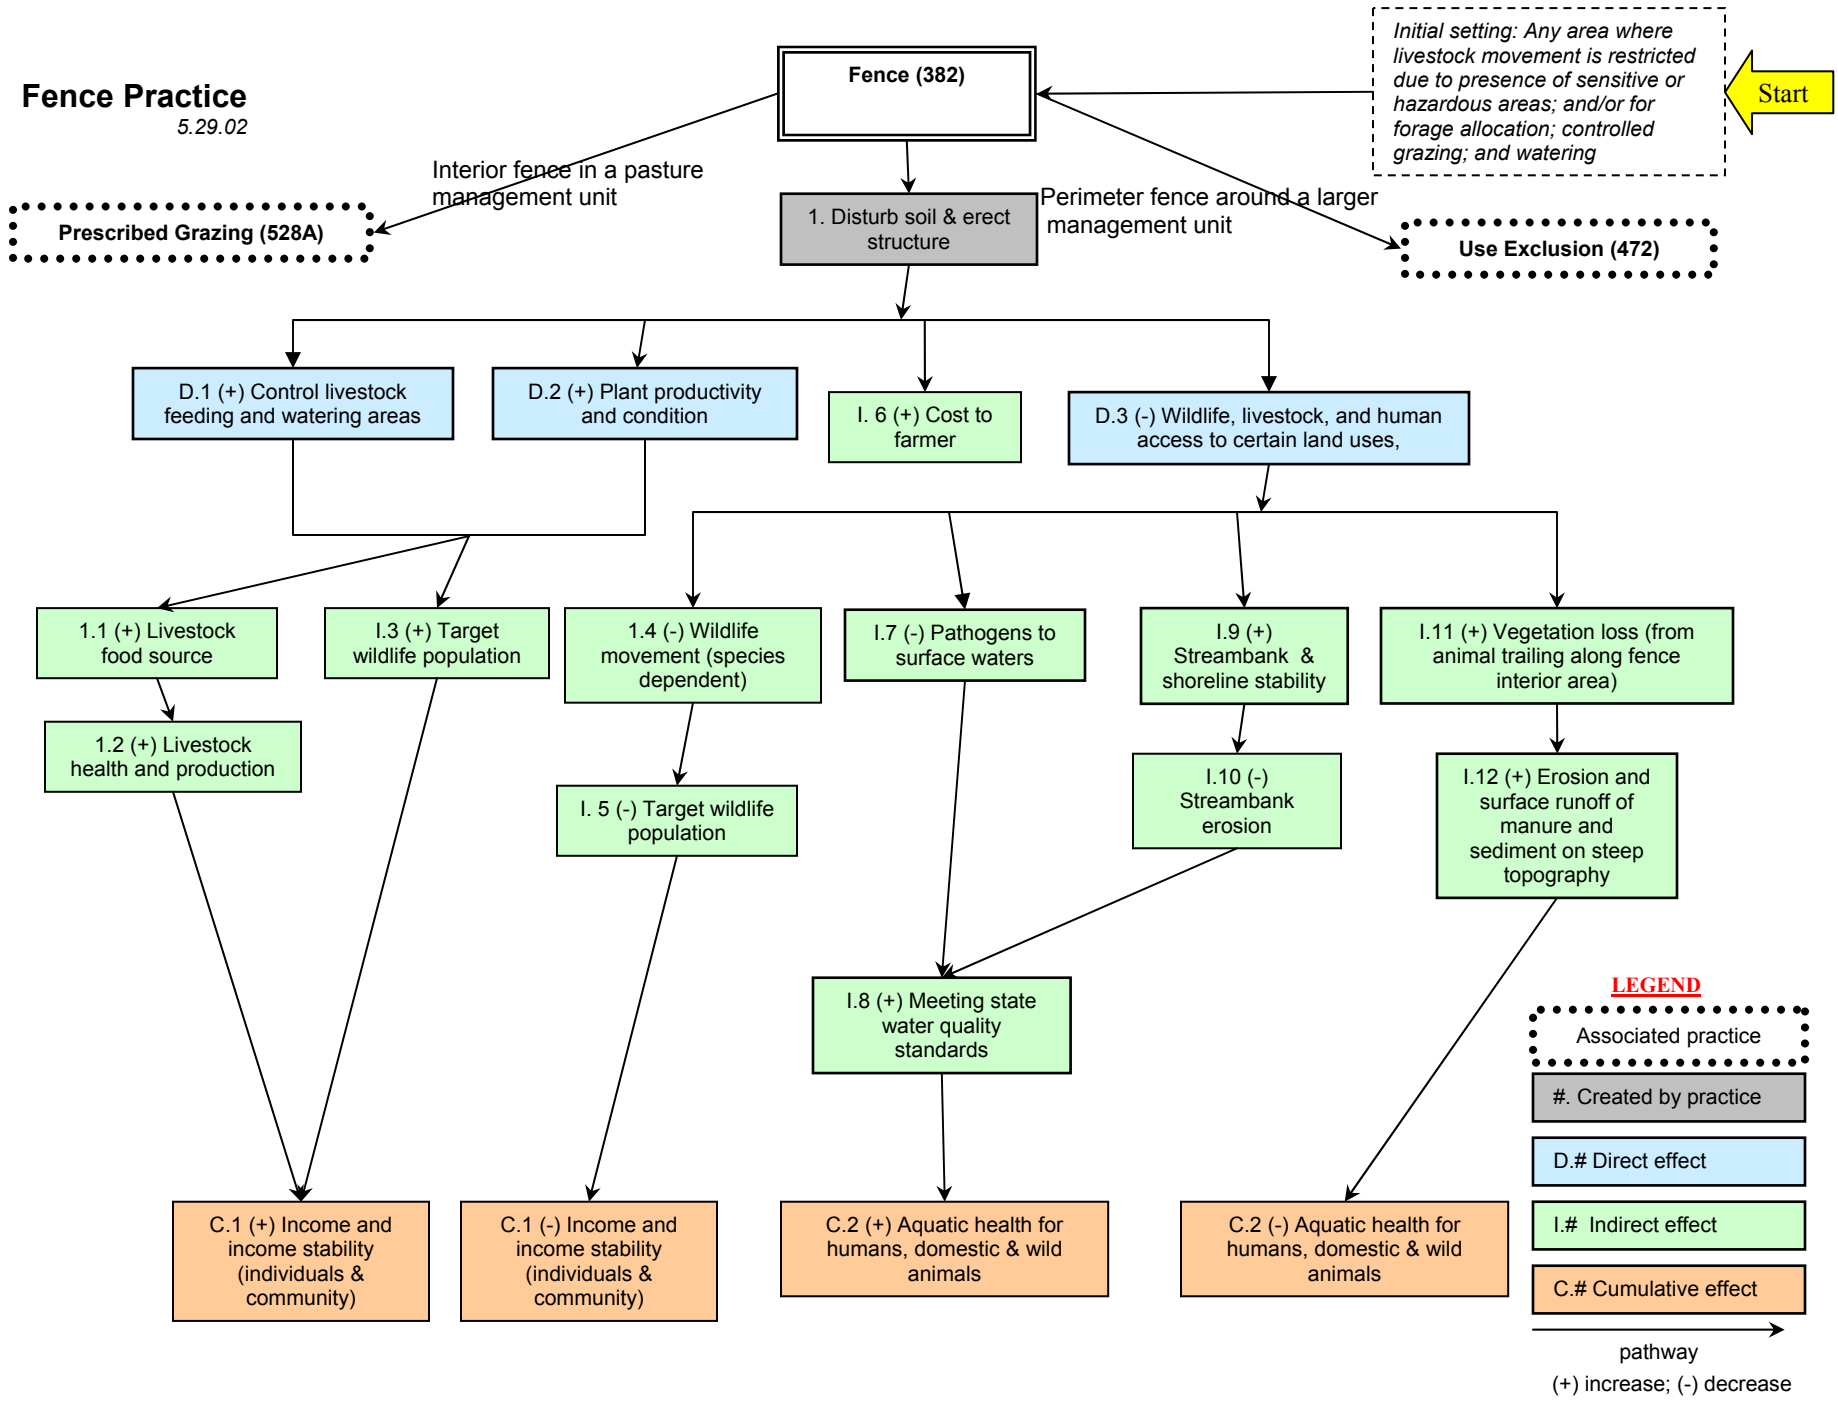 Fence Practice
5.29.02
Fence (382)
Initial setting: Any area where
livestock movement is restricted
due to presence of sensitive or
hazardous areas; and/or for
forage allocation; controlled
grazing; and watering
Start
Interior fence in a pasture
management unit
Prescribed Grazing (528A)
1. Disturb soil & erect
structure
Perimeter fence around a larger
management unit
Use Exclusion (472)
D.1 (+) Control livestock
feeding and watering areas
D.2 (+) Plant productivity
and condition
I. 6 (+) Cost to
farmer
D.3 (-) Wildlife, livestock, and human
access to certain land uses,
1.1 (+) Livestock
food source
I.3 (+) Target
wildlife population
1.4 (-) Wildlife
movement (species
dependent)
I.7 (-) Pathogens to
surface waters
I.9 (+)
Streambank &
shoreline stability
I.11 (+) Vegetation loss (from
animal trailing along fence
interior area)
1.2 (+) Livestock
health and production
I. 5 (-) Target wildlife
population
I.10 (-)
Streambank
erosion
I.12 (+) Erosion and
surface runoff of
manure and
sediment on steep
topography
I.8 (+) Meeting state
water quality
standards
C.1 (+) Income and
income stability
(individuals &
community)
C.1 (-) Income and
income stability
(individuals &
community)
C.2 (+) Aquatic health for
humans, domestic & wild
animals
C.2 (-) Aquatic health for
humans, domestic & wild
animals
LEGEND
Associated practice
#. Created by practice
D.# Direct effect
I.# Indirect effect
C.# Cumulative effect
pathway
(+) increase; (-) decrease